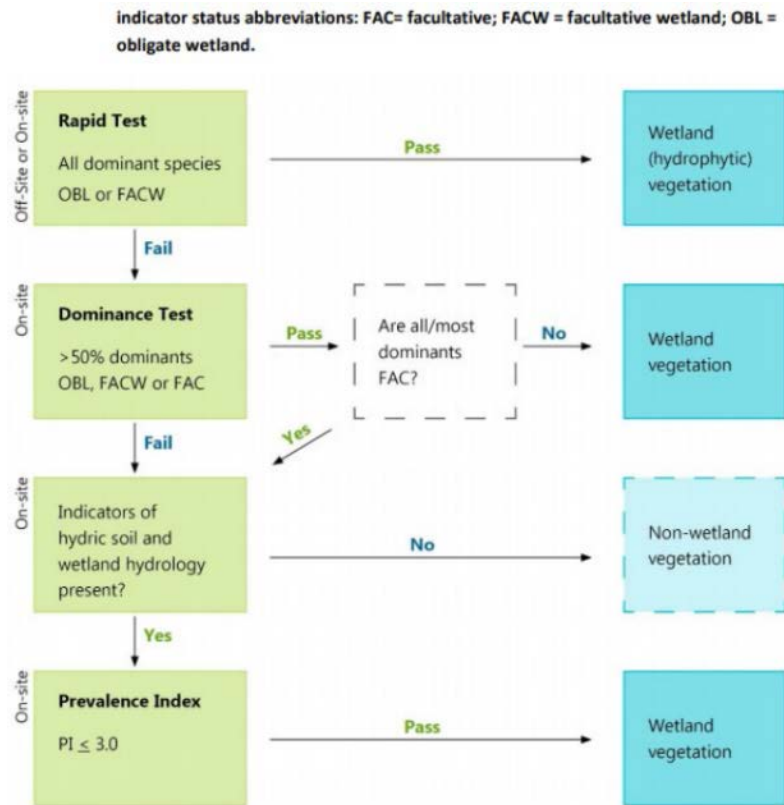 indicator status abbreviations: FAC= facultative; FACW = facultative wetland; OBL =
obligate wetland.
Off-Site or On-site
Rapid Test
All dominant species
OBL or FACW
Pass
Wetland
(hydrophytic)
vegetation
Fail
On-site
Dominance Test
>50% dominants
OBL, FACW or FAC
Pass
Are all/most
dominants
FAC?
No
Wetland
vegetation
Fail
Yes
On-site
Indicators of
hydric soil and
wetland hydrology
present?
No
Non-wetland
vegetation
Yes
On-site
Prevalence Index
PI ≤ 3.0
Pass
Wetland
vegetation